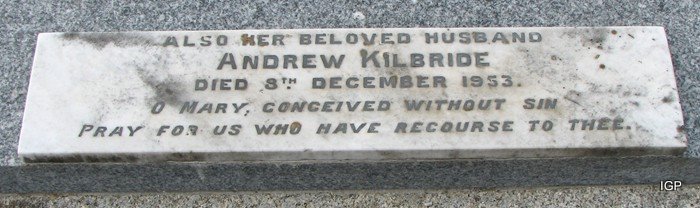 ALSO HER BELOVED HUSBAND
ANDREW KILBRIDE
DIED 8TH DECEMBER 1953.
O MARY, CONCEIVED WITHOUT SIN
PRAY FOR US WHO HAVE RECOURSE TO THEE.
IGP